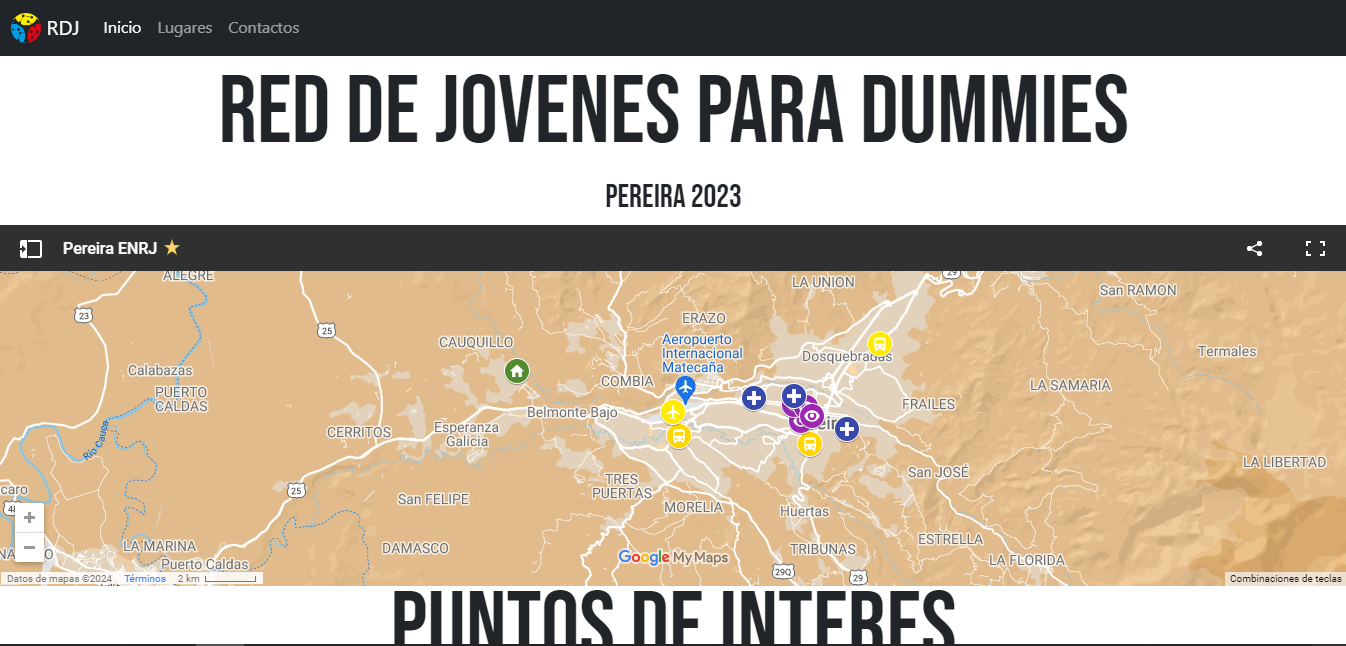 RDJ Inicio Lugares Contactos
RED DE JOVENES PARA DUMMIES
PEREIRA 2023
Pereira ENRJ
ALEGRE
29
LA UNION
San RAMON
23
25
ERAZO
CAUQUILLO
Aeropuerto
Internacional
Matecaña
Dosquebradas
Termales
Calabazas
COMBIA
LA SAMARIA
PUERTO
CALDAS
FRAILES
Belmonte Bajo
CERRITOS
Esperanza
Galicia
Río Cauca
LA LIBERTAD
San JOSÉ
TRES
PUERTAS
caro
25
San FELIPE
MORELIA
Huertas
ESTRELLA
LA MARINA
DAMASCO
TRIBUNAS
LA FLORIDA
Puerto Caldas
Google My Maps
29Q
29
Datos de mapas ©2024 Términos 2 km
Combinaciones de teclas
PUNTOS DE INTERES